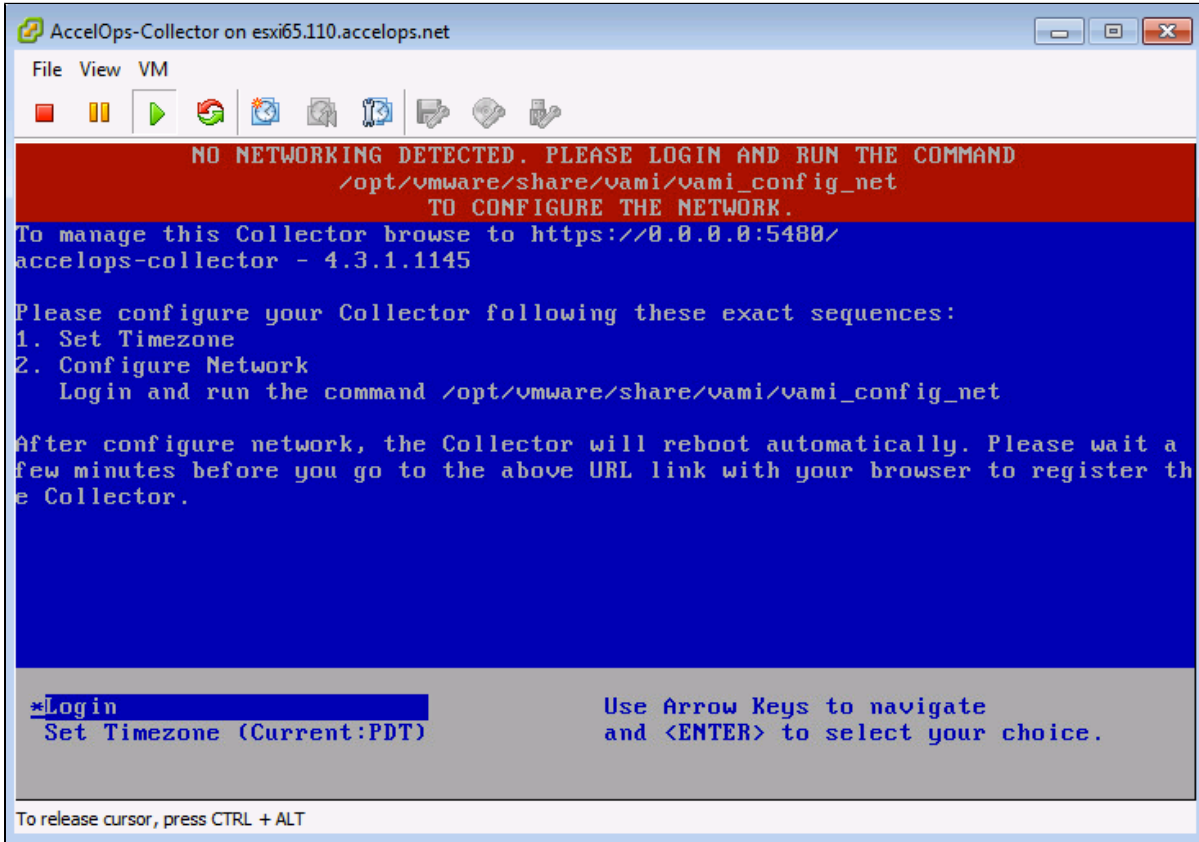 AccelOps-Collector on esxi65.110.accelops.net
File View VM
NO NETWORKING DETECTED. PLEASE LOGIN AND RUN THE COMMAND
/opt/vmware/share/vami/vami_config_net
TO CONFIGURE THE NETWORK.
To manage this Collector browse to https://0.0.0.0:5480/
accelops-collector - 4.3.1.1145
Please configure your Collector following these exact sequences:
1. Set Timezone
2. Configure Network
Login and run the command /opt/vmware/share/vami/vami_config_net
After configure network, the Collector will reboot automatically. Please wait a
few minutes before you go to the above URL link with your browser to register th
e Collector.
*Login
Set Timezone (Current:PDT)
Use Arrow Keys to navigate
and <ENTER> to select your choice.
To release cursor, press CTRL + ALT